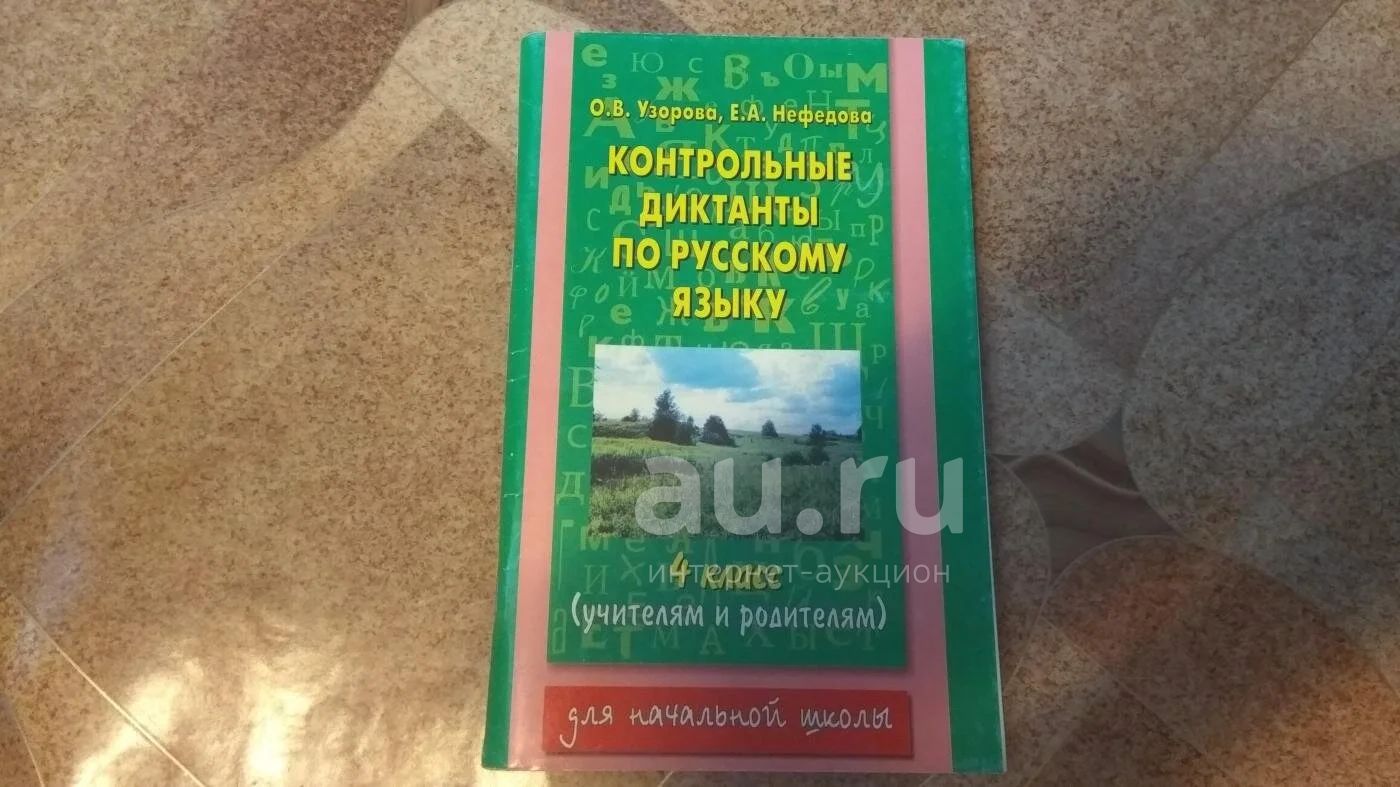 О.В. Узорова, Е.А. Нефедова
КОНТРОЛЬНЫЕ
ДИКТАНТЫ
ПО РУССКОМУ
ЯЗЫКУ
au.ru
интернет-аукцион
4 класс
(учителям и родителям)
для начальной школы